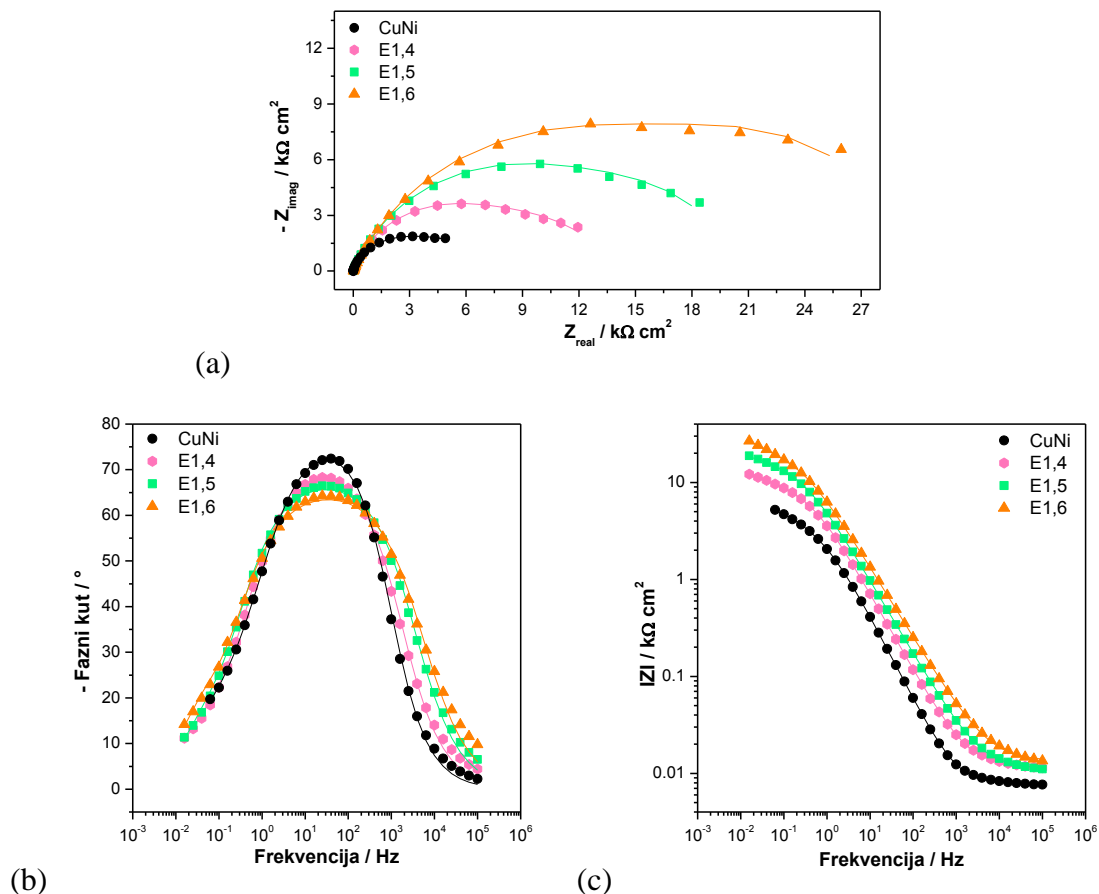 CuNi
E1,4
E1,5
E1,6
12
9
6
3
0
- Z_imag / kΩ cm²
0 3 6 9 12 15 18 21 24 27
Z_real / kΩ cm²
(a)
80
70
60
50
40
30
20
10
0
- Fazni kut / °
CuNi
E1,4
E1,5
E1,6
10⁻³ 10⁻² 10⁻¹ 10⁰ 10¹ 10² 10³ 10⁴ 10⁵ 10⁶
Frekvencija / Hz
(b)
10
1
0.1
0.01
IZI / kΩ cm²
CuNi
E1,4
E1,5
E1,6
10⁻³ 10⁻² 10⁻¹ 10⁰ 10¹ 10² 10³ 10⁴ 10⁵ 10⁶
Frekvencija / Hz
(c)